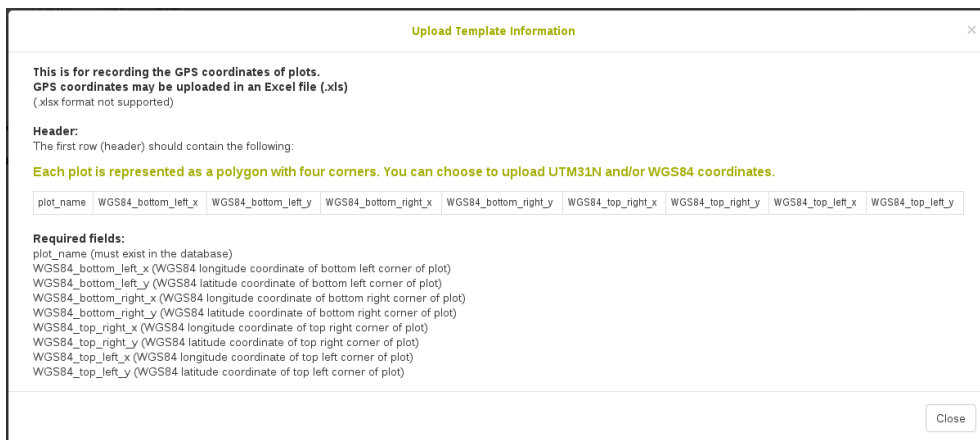 Upload Template Information
×
This is for recording the GPS coordinates of plots.
GPS coordinates may be uploaded in an Excel file (.xls)
(.xlsx format not supported)
Header:
The first row (header) should contain the following:
Each plot is represented as a polygon with four corners. You can choose to upload UTM31N and/or WGS84 coordinates.
plot_name WGS84_bottom_left_x WGS84_bottom_left_y WGS84_bottom_right_x WGS84_bottom_right_y WGS84_top_right_x WGS84_top_right_y WGS84_top_left_x WGS84_top_left_y
Required fields:
plot_name (must exist in the database)
WGS84_bottom_left_x (WGS84 longitude coordinate of bottom left corner of plot)
WGS84_bottom_left_y (WGS84 latitude coordinate of bottom left corner of plot)
WGS84_bottom_right_x (WGS84 longitude coordinate of bottom right corner of plot)
WGS84_bottom_right_y (WGS84 latitude coordinate of bottom right corner of plot)
WGS84_top_right_x (WGS84 longitude coordinate of top right corner of plot)
WGS84_top_right_y (WGS84 latitude coordinate of top right corner of plot)
WGS84_top_left_x (WGS84 longitude coordinate of top left corner of plot)
WGS84_top_left_y (WGS84 latitude coordinate of top left corner of plot)
Close